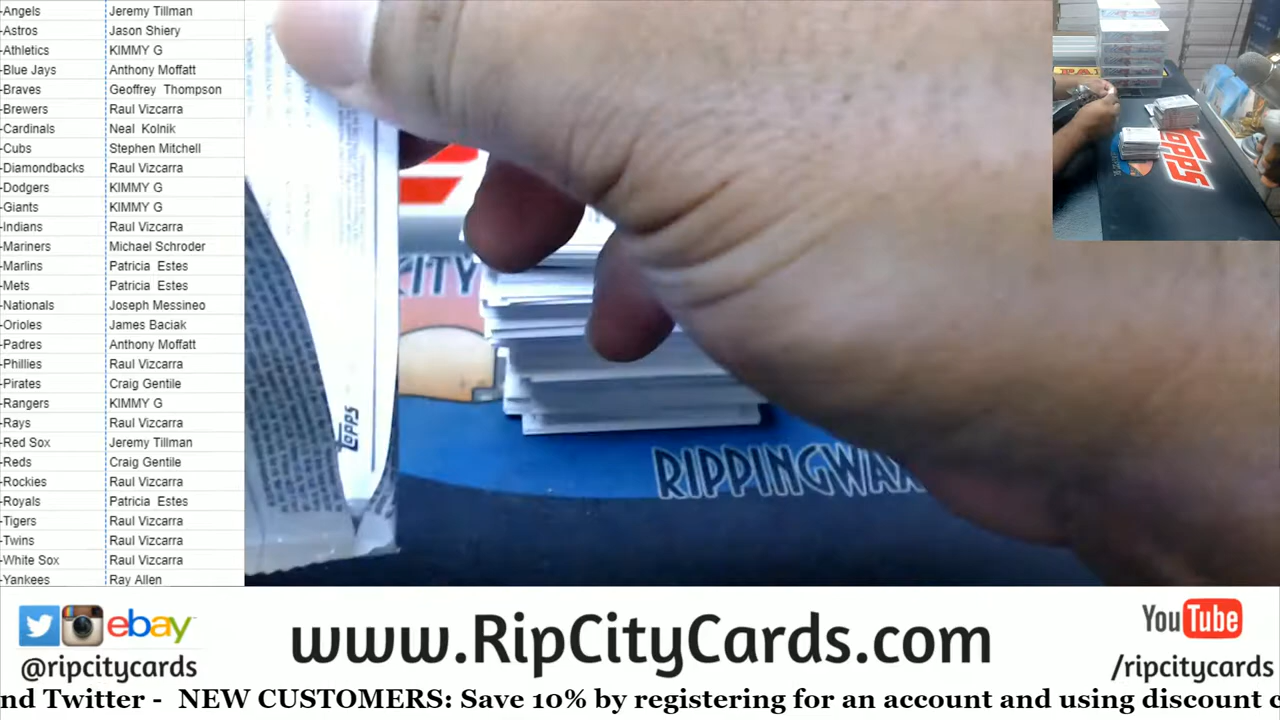 -Angels Jeremy Tillman
-Astros Jason Shiery
-Athletics KIMMY G
-Blue Jays Anthony Moffatt
-Braves Geoffrey Thompson
-Brewers Raul Vizcarra
-Cardinals Neal Kolnik
-Cubs Stephen Mitchell
-Diamondbacks Raul Vizcarra
-Dodgers KIMMY G
-Giants KIMMY G
-Indians Raul Vizcarra
-Mariners Michael Schroder
-Marlins Patricia Estes
-Mets Patricia Estes
-Nationals Joseph Messineo
-Orioles James Baciak
-Padres Anthony Moffatt
-Phillies Raul Vizcarra
-Pirates Craig Gentile
-Rangers KIMMY G
-Rays Raul Vizcarra
-Red Sox Jeremy Tillman
-Reds Craig Gentile
-Rockies Raul Vizcarra
-Royals Patricia Estes
-Tigers Raul Vizcarra
-Twins Raul Vizcarra
-White Sox Raul Vizcarra
-Yankees Ray Allen
Topps
CITY
RIPPINGWAX
Topps
ebay
@ripcitycards
www.RipCityCards.com
YouTube
/ripcitycards
nd Twitter - NEW CUSTOMERS: Save 10% by registering for an account and using discount c